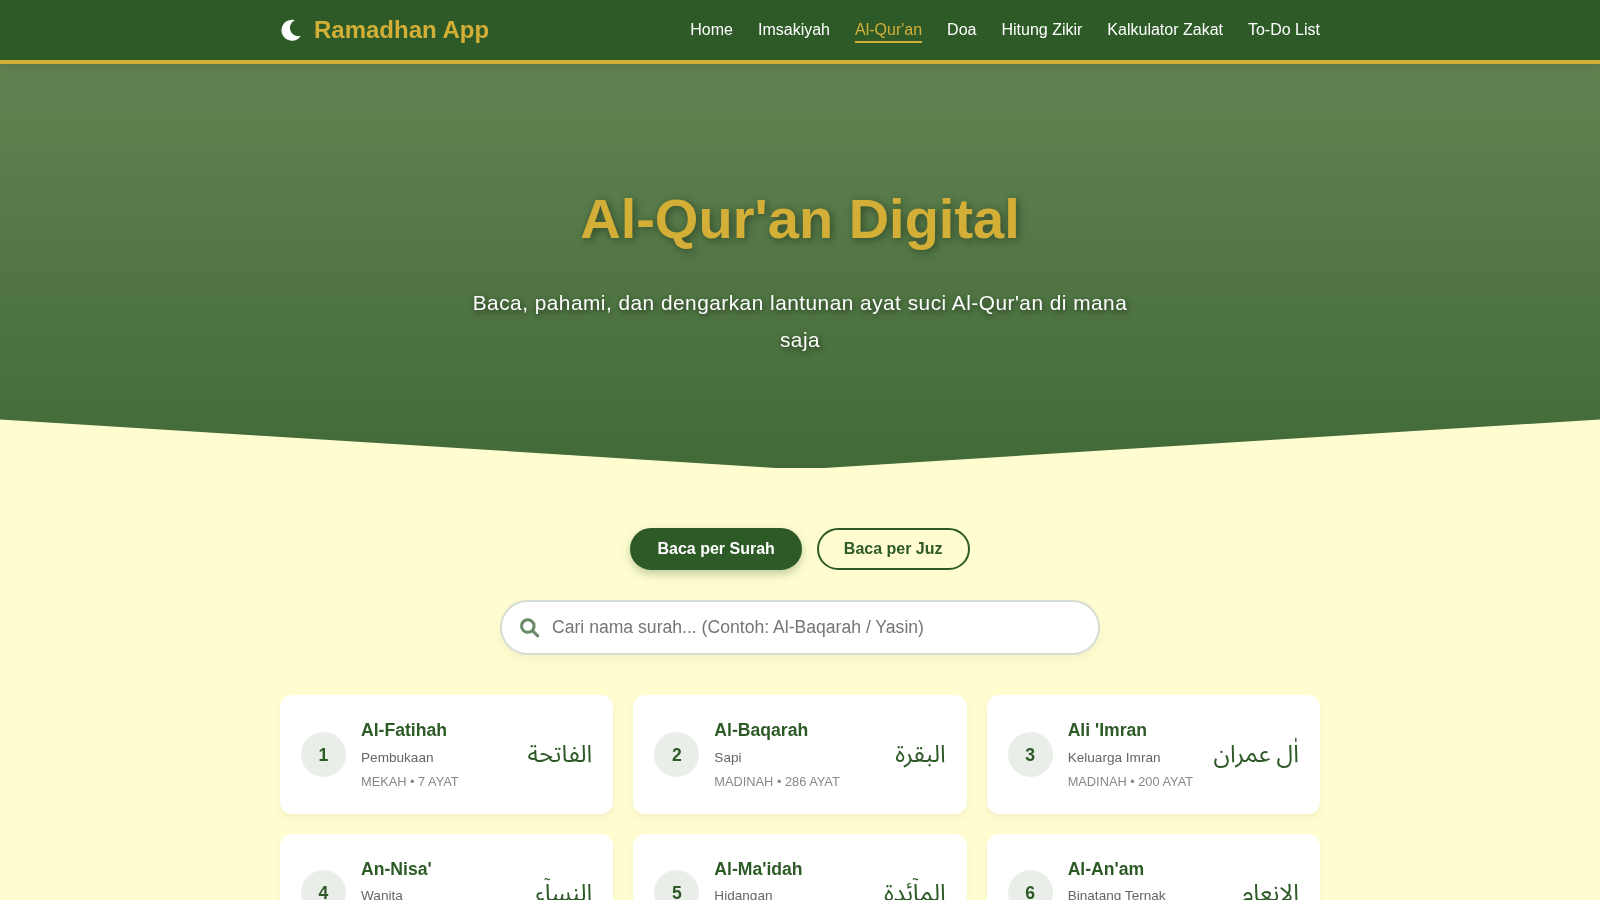 Ramadhan App
Home
Imsakiyah
Al-Qur'an
Doa
Hitung Zikir
Kalkulator Zakat
To-Do List
Al-Qur'an Digital
Baca, pahami, dan dengarkan lantunan ayat suci Al-Qur'an di mana
saja
Baca per Surah
Baca per Juz
Cari nama surah... (Contoh: Al-Baqarah / Yasin)
1
Al-Fatihah
Pembukaan
MEKAH • 7 AYAT
الفاتحة
2
Al-Baqarah
Sapi
MADINAH • 286 AYAT
البقرة
3
Ali 'Imran
Keluarga Imran
MADINAH • 200 AYAT
اٰل عمران
4
An-Nisa'
Wanita
النساۤء
5
Al-Ma'idah
Hidangan
الماۤئدة
6
Al-An'am
Binatang Ternak
الانعام